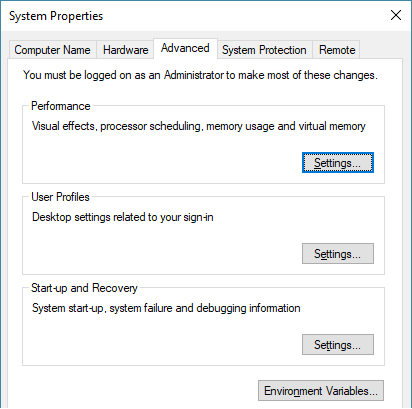 System Properties
Computer Name Hardware Advanced System Protection Remote
You must be logged on as an Administrator to make most of these changes.
Performance
Visual effects, processor scheduling, memory usage and virtual memory
Settings...
User Profiles
Desktop settings related to your sign-in
Settings...
Start-up and Recovery
System start-up, system failure and debugging information
Settings...
Environment Variables...